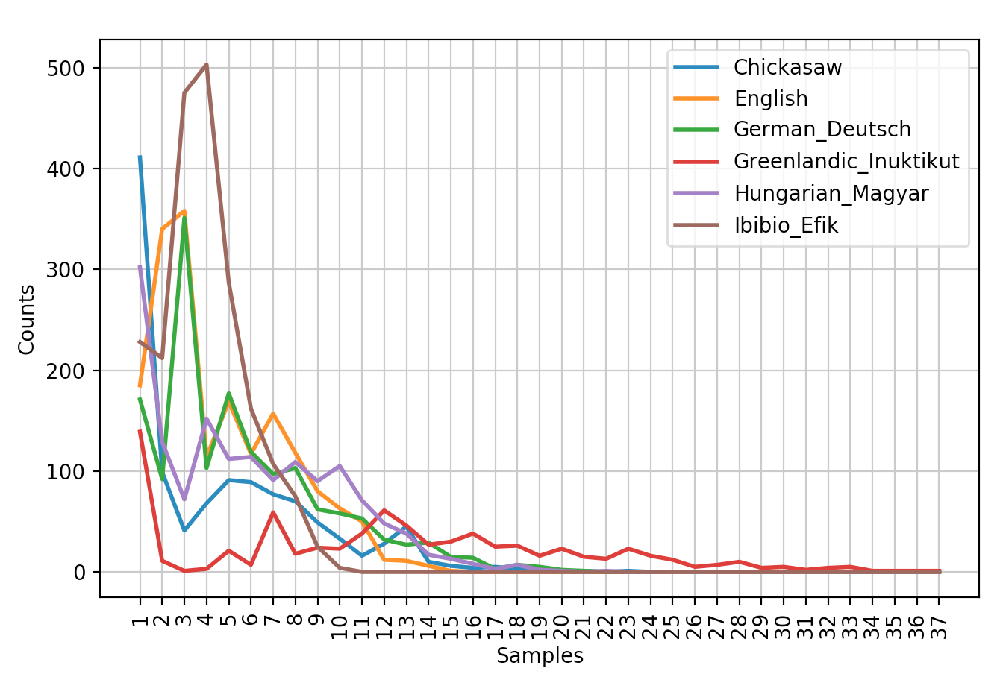 500
400
300
200
100
0
Counts
Chickasaw
English
German_Deutsch
Greenlandic_Inuktikut
Hungarian_Magyar
Ibibio_Efik
1 2 3 4 5 6 7 8 9 10 11 12 13 14 15 16 17 18 19 20 21 22 23 24 25 26 27 28 29 30 31 32 33 34 35 36 37
Samples